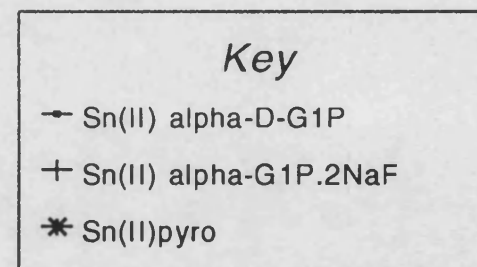 Key
Sn(II) alpha-D-G1P
Sn(II) alpha-G1P.2NaF
Sn(II)pyro